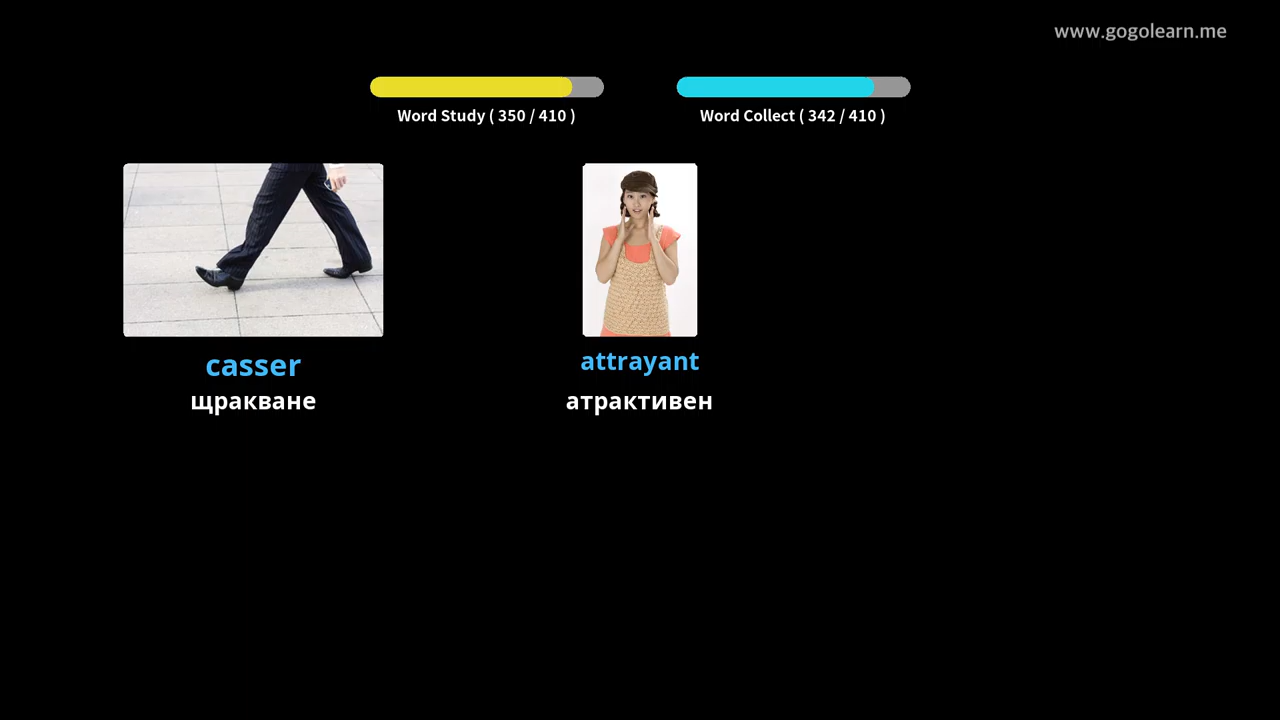 www.gogolearn.me
Word Study ( 350 / 410 )
Word Collect ( 342 / 410 )
casser
щракване
attrayant
атрактивен